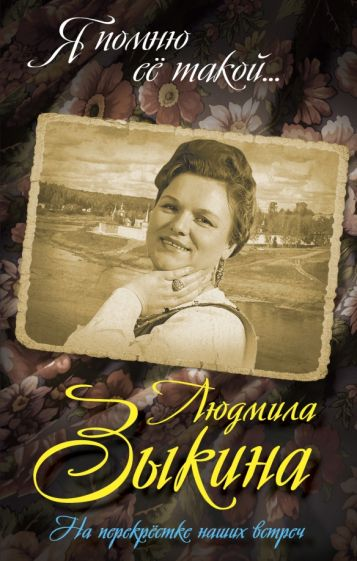 Я помню
её такой...
Людмила
Зыкина
На перекрёстке наших встреч